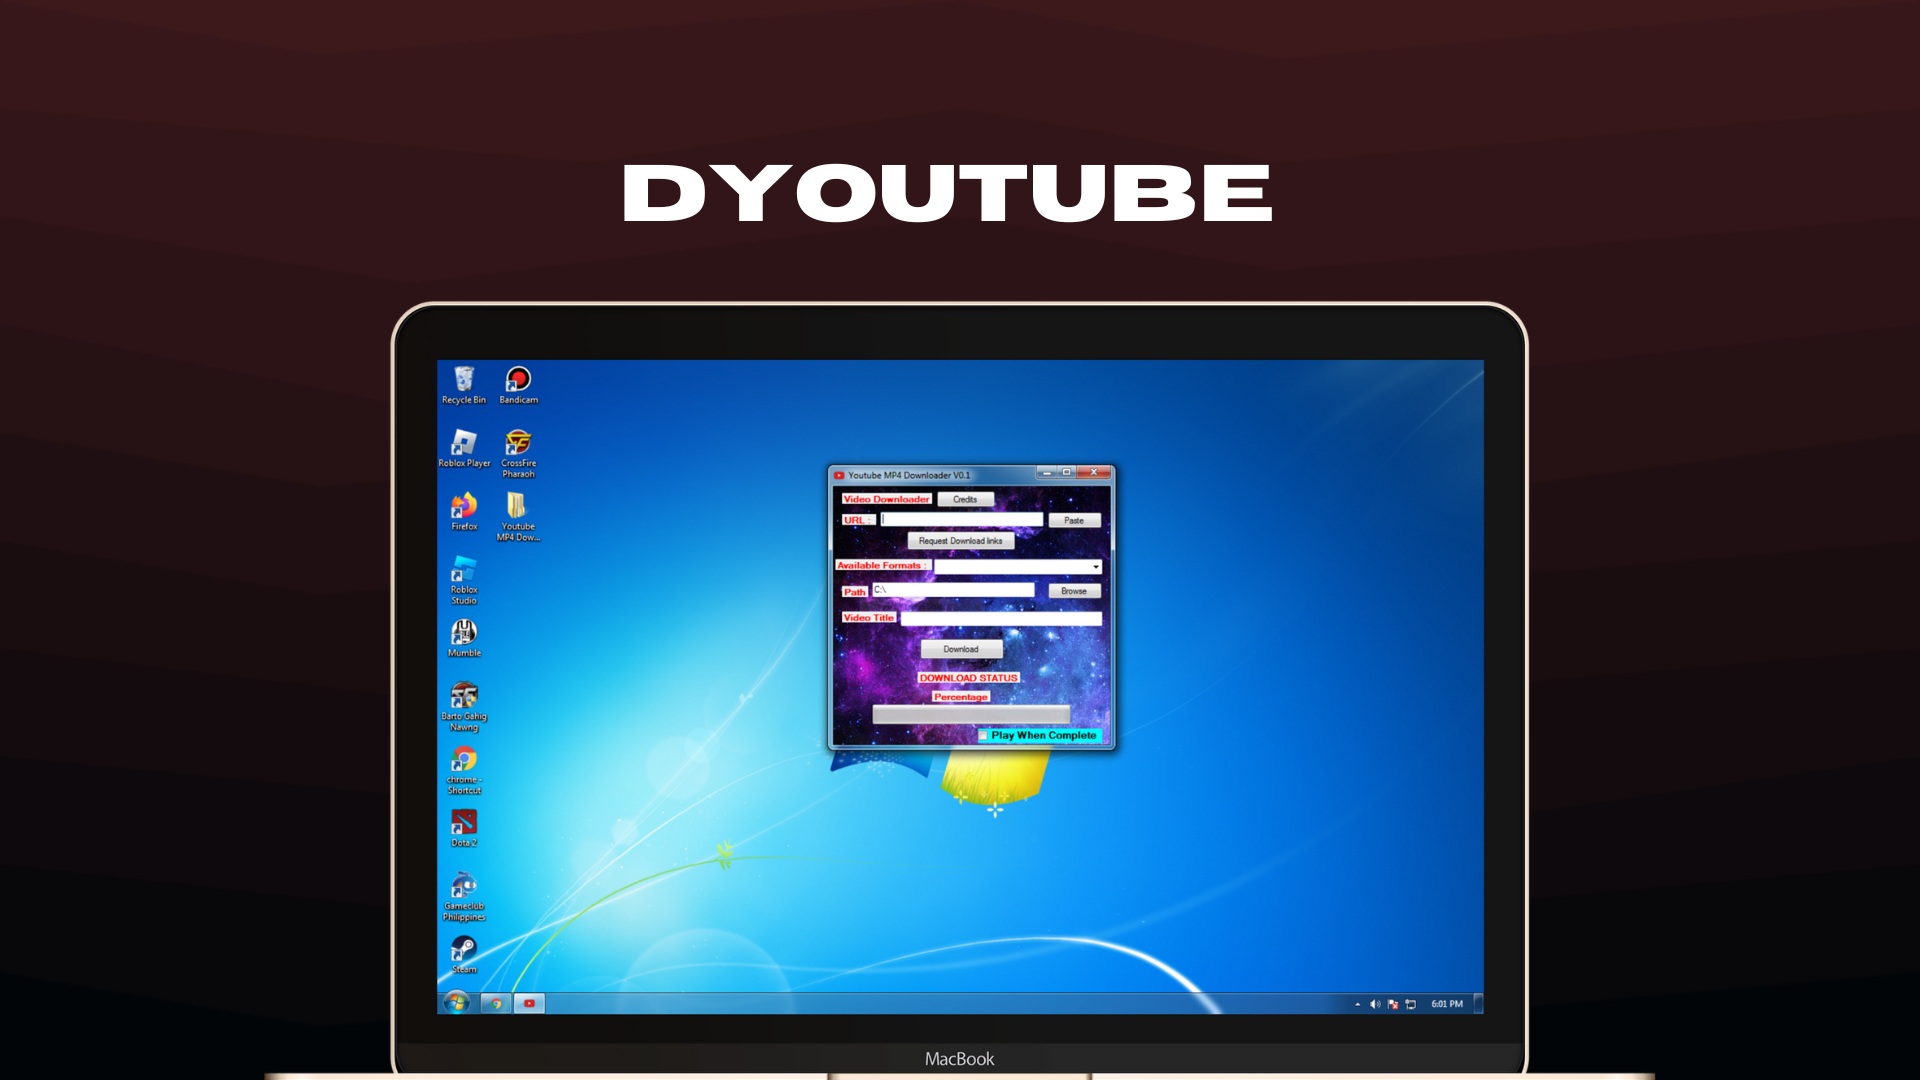 DYOUTUBE
Recycle Bin
Bandicam
Roblox Player
CrossFire
Pharaoh
Firefox
Youtube
MP4 Dow...
Roblox
Studio
Mumble
Barto Gahig
Nawng
chrome -
Shortcut
Dota 2
Gameclub
Philippines
Steam
Youtube MP4 Downloader V0.1
Video Downloader
Credits
URL :
Paste
Request Download links
Available Formats :
Path
C:\
Browse
Video Title
Download
DOWNLOAD STATUS
Percentage
Play When Complete
6:01 PM
MacBook